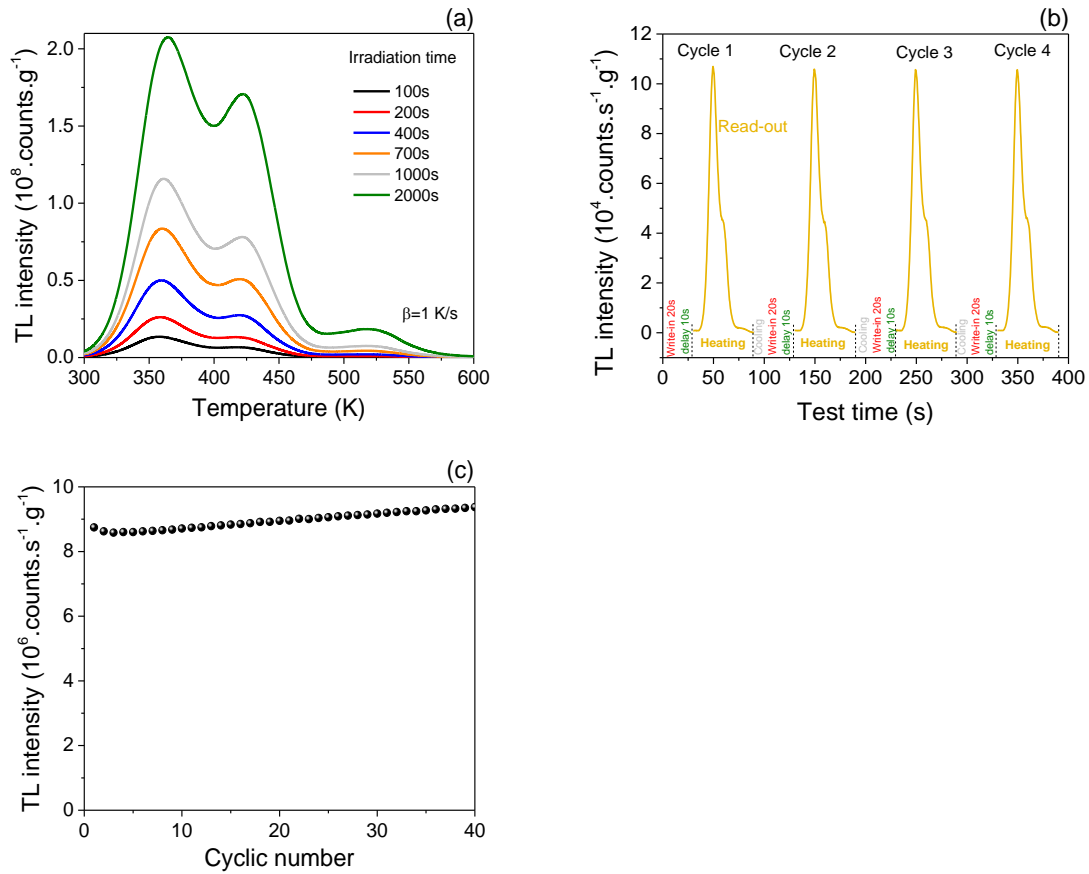 (a)
TL intensity (10⁸.counts.g⁻¹)
2.0
1.5
1.0
0.5
0.0
Irradiation time
100s
200s
400s
700s
1000s
2000s
β=1 K/s
300 350 400 450 500 550 600
Temperature (K)
(b)
TL intensity (10⁴.counts.s⁻¹.g⁻¹)
12
10
8
6
4
2
0
Cycle 1 Cycle 2 Cycle 3 Cycle 4
Read-out
Write-in 20s delay 10s Heating Cooling Write-in 20s delay 10s Heating Cooling Write-in 20s delay 10s Heating Cooling Write-in 20s delay 10s Heating
0 50 100 150 200 250 300 350 400
Test time (s)
(c)
TL intensity (10⁶.counts.s⁻¹.g⁻¹)
10
8
6
4
2
0
0 10 20 30 40
Cyclic number